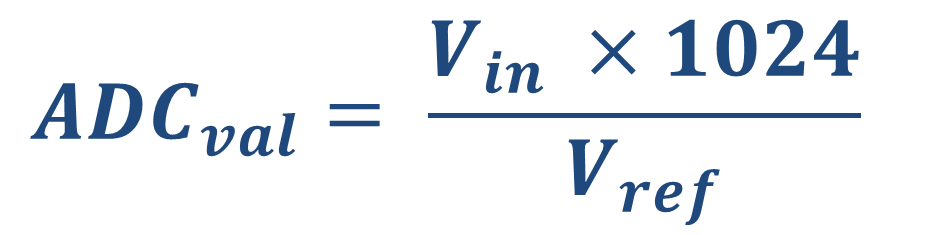 ADC_val = (V_in × 1024) / V_ref